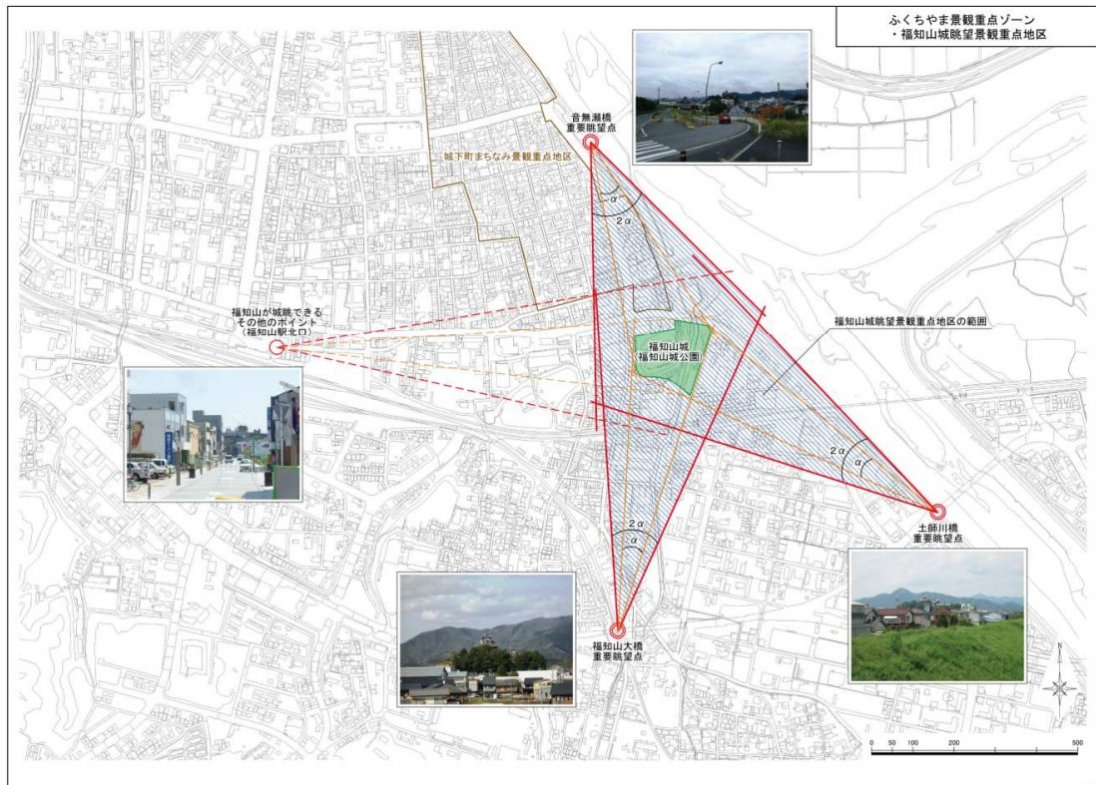 ふくちやま景観重点ゾーン
・福知山城眺望景観重点地区
音無瀬橋
重要眺望点
城下町まちなみ景観重点地区
α
2α
福知山が城眺できる
その他のポイント
(福知山駅北口)
福知山城
福知山城公園
福知山城眺望景観重点地区の範囲
2α
α
土師川橋
重要眺望点
2α
α
福知山大橋
重要眺望点
N
0 50 100 200 500